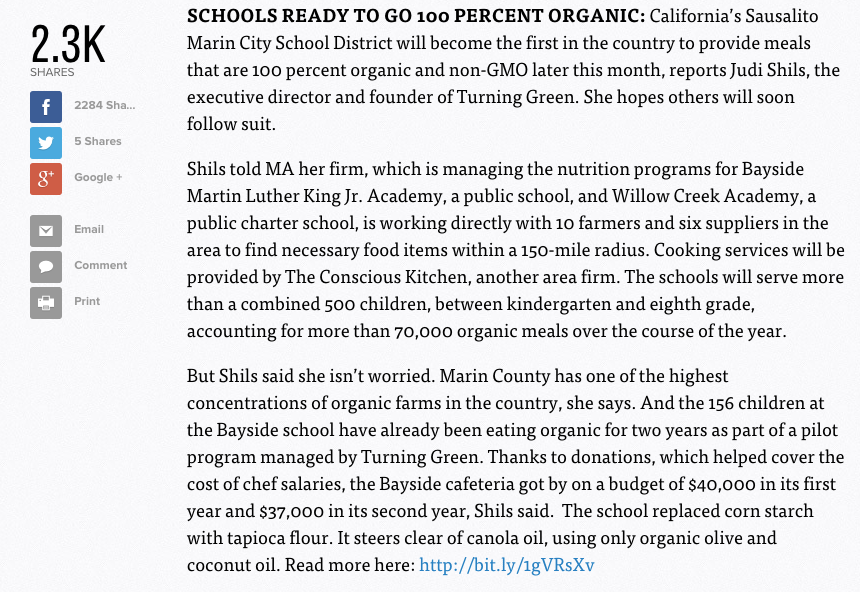 2.3K
SHARES
2284 Sha...
5 Shares
Google +
Email
Comment
Print
SCHOOLS READY TO GO 100 PERCENT ORGANIC: California’s Sausalito
Marin City School District will become the first in the country to provide meals
that are 100 percent organic and non-GMO later this month, reports Judi Shils, the
executive director and founder of Turning Green. She hopes others will soon
follow suit.
Shils told MA her firm, which is managing the nutrition programs for Bayside
Martin Luther King Jr. Academy, a public school, and Willow Creek Academy, a
public charter school, is working directly with 10 farmers and six suppliers in the
area to find necessary food items within a 150-mile radius. Cooking services will be
provided by The Conscious Kitchen, another area firm. The schools will serve more
than a combined 500 children, between kindergarten and eighth grade,
accounting for more than 70,000 organic meals over the course of the year.
But Shils said she isn’t worried. Marin County has one of the highest
concentrations of organic farms in the country, she says. And the 156 children at
the Bayside school have already been eating organic for two years as part of a pilot
program managed by Turning Green. Thanks to donations, which helped cover the
cost of chef salaries, the Bayside cafeteria got by on a budget of $40,000 in its first
year and $37,000 in its second year, Shils said.  The school replaced corn starch
with tapioca flour. It steers clear of canola oil, using only organic olive and
coconut oil. Read more here: http://bit.ly/1gVRsXv